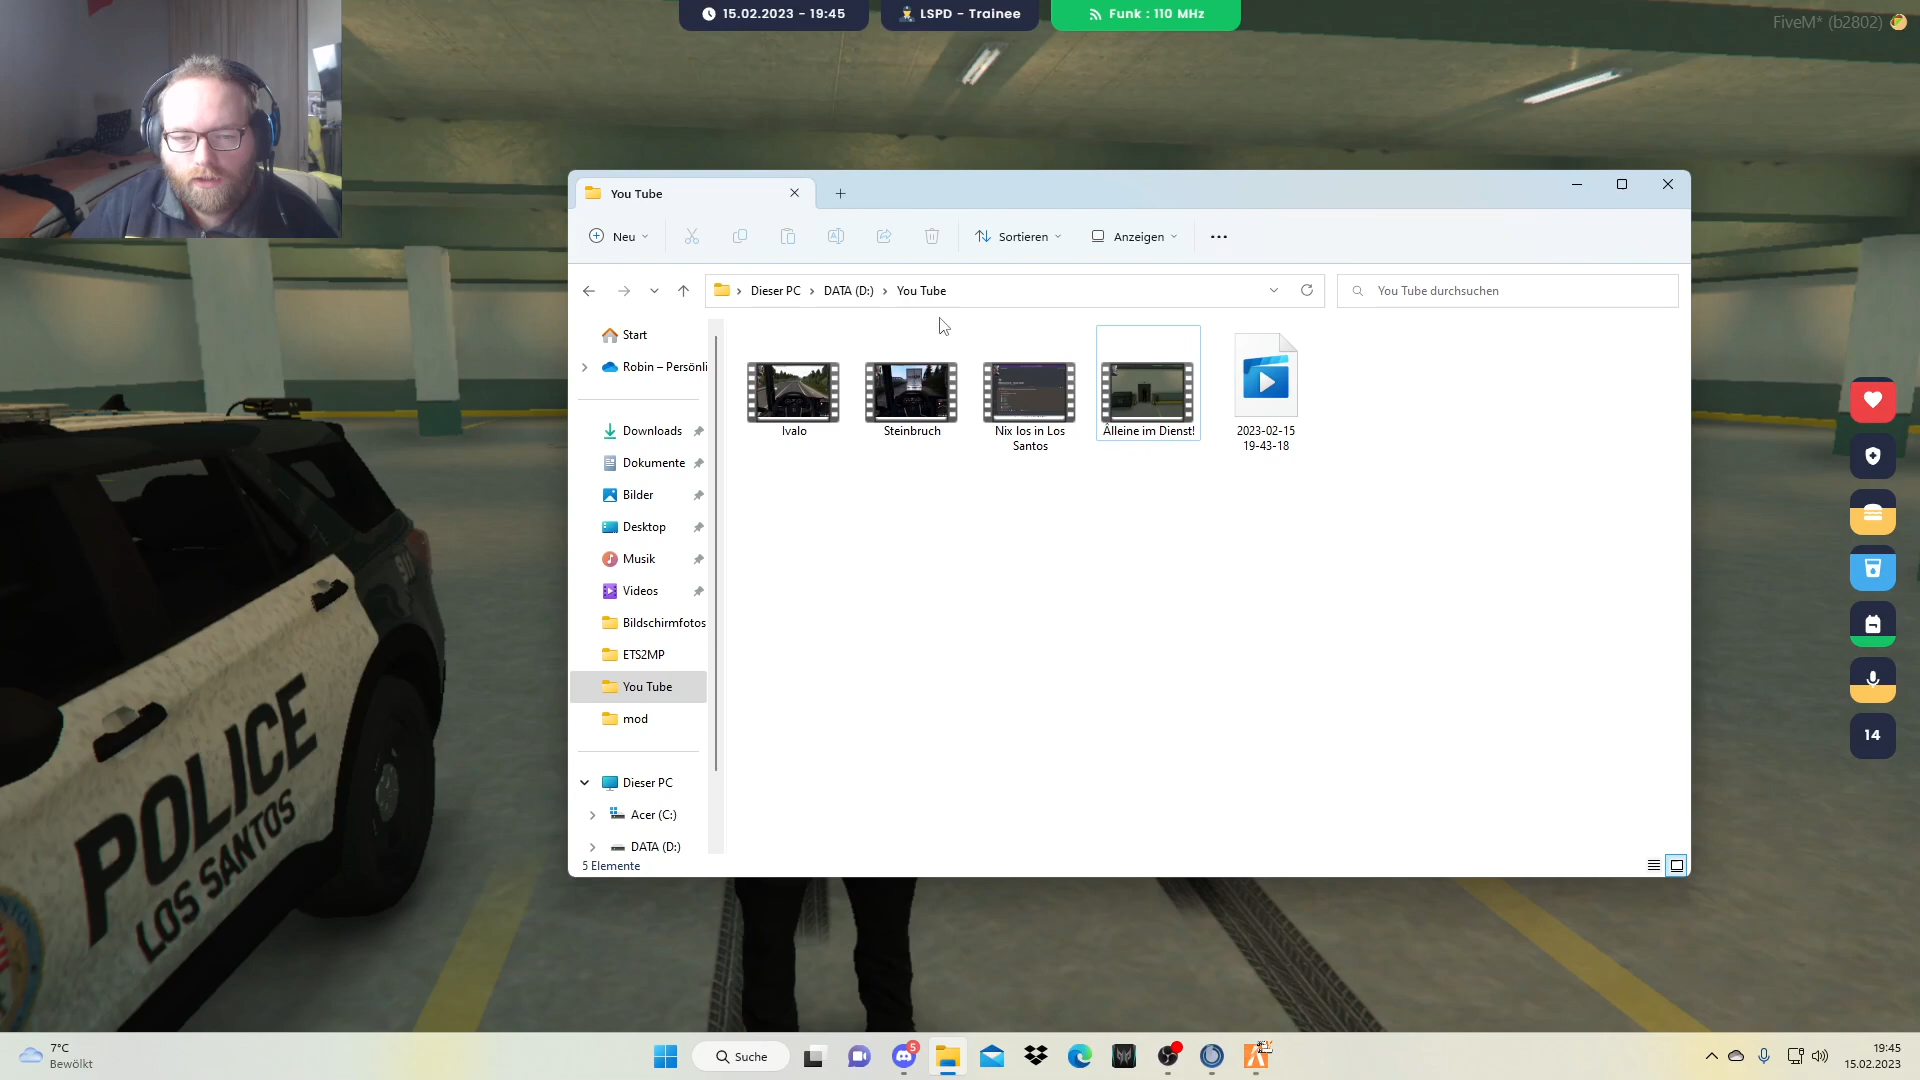 15.02.2023 - 19:45
LSPD - Trainee
Funk : 110 MHz
FiveM* (b2802)
You Tube
Neu
Sortieren
Anzeigen
Dieser PC
DATA (D:)
You Tube
You Tube durchsuchen
Start
Robin – Persönli
Downloads
Dokumente
Bilder
Desktop
Musik
Videos
Bildschirmfotos
ETS2MP
You Tube
mod
Dieser PC
Acer (C:)
DATA (D:)
Ivalo
Steinbruch
Nix los in Los
Santos
Âlleine im Dienst!
2023-02-15
19-43-18
5 Elemente
14
911
POLICE
LOS SANTOS
7°C
Bewölkt
Suche
5
19:45
15.02.2023